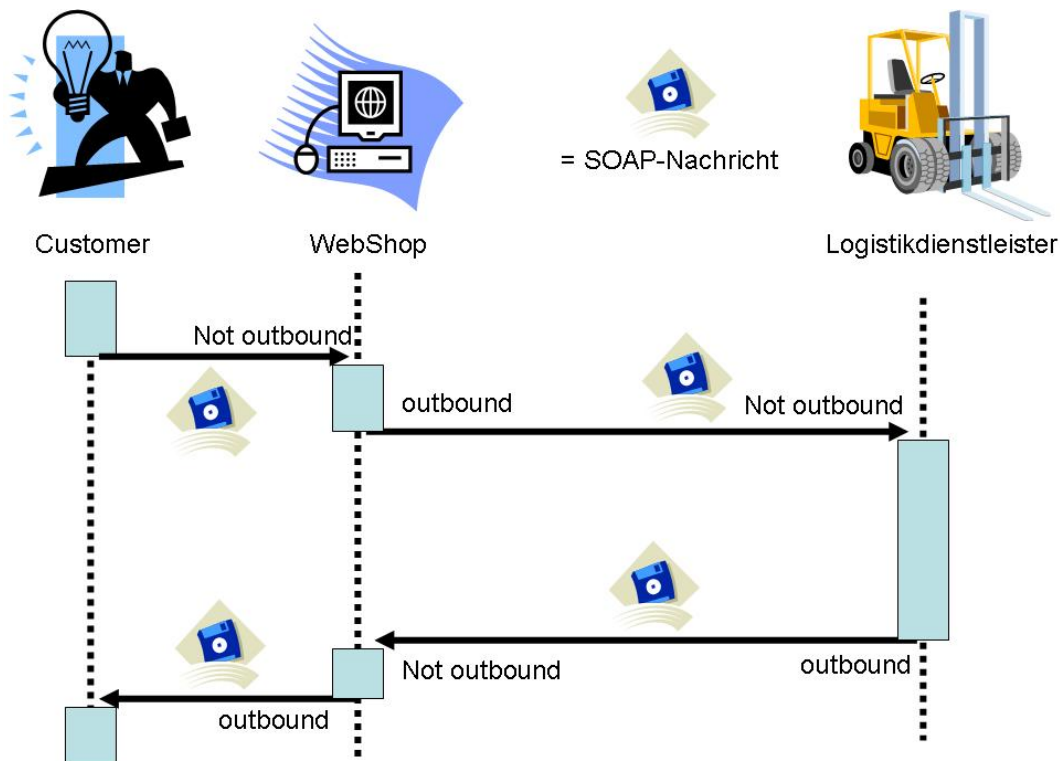 = SOAP-Nachricht
Customer
WebShop
Logistikdienstleister
Not outbound
outbound
Not outbound
Not outbound
outbound
outbound